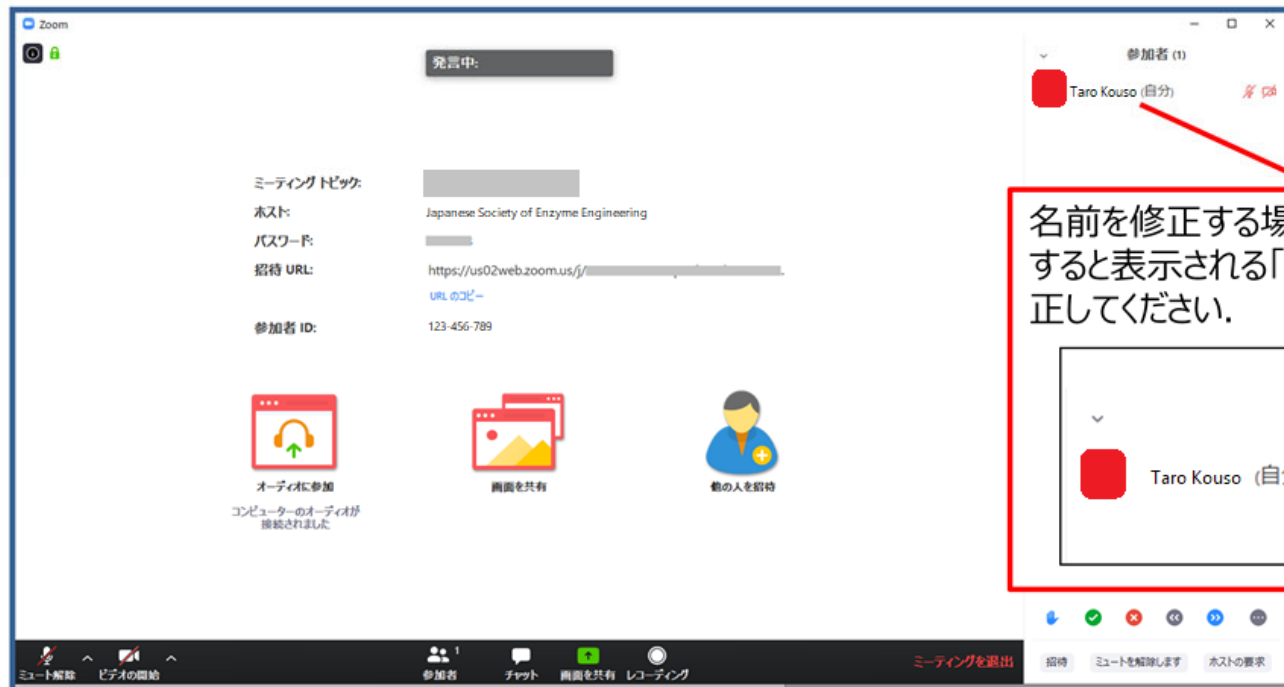 Zoom
発言中:
参加者 (1)
Taro Kouso (自分)
ミーティング トピック:
ホスト:
Japanese Society of Enzyme Engineering
パスワード:
招待 URL:
https://us02web.zoom.us/j/
URL のコピー
参加者 ID:
123-456-789
オーディオに参加
コンピューターのオーディオが
接続されました
画面を共有
他の人を招待
名前を修正する場
すると表示される「
正してください.
Taro Kouso (自
ミュート解除
ビデオの開始
1
参加者
チャット
画面を共有
レコーディング
ミーティングを退出
招待
ミュートを解除します
ホストの要求